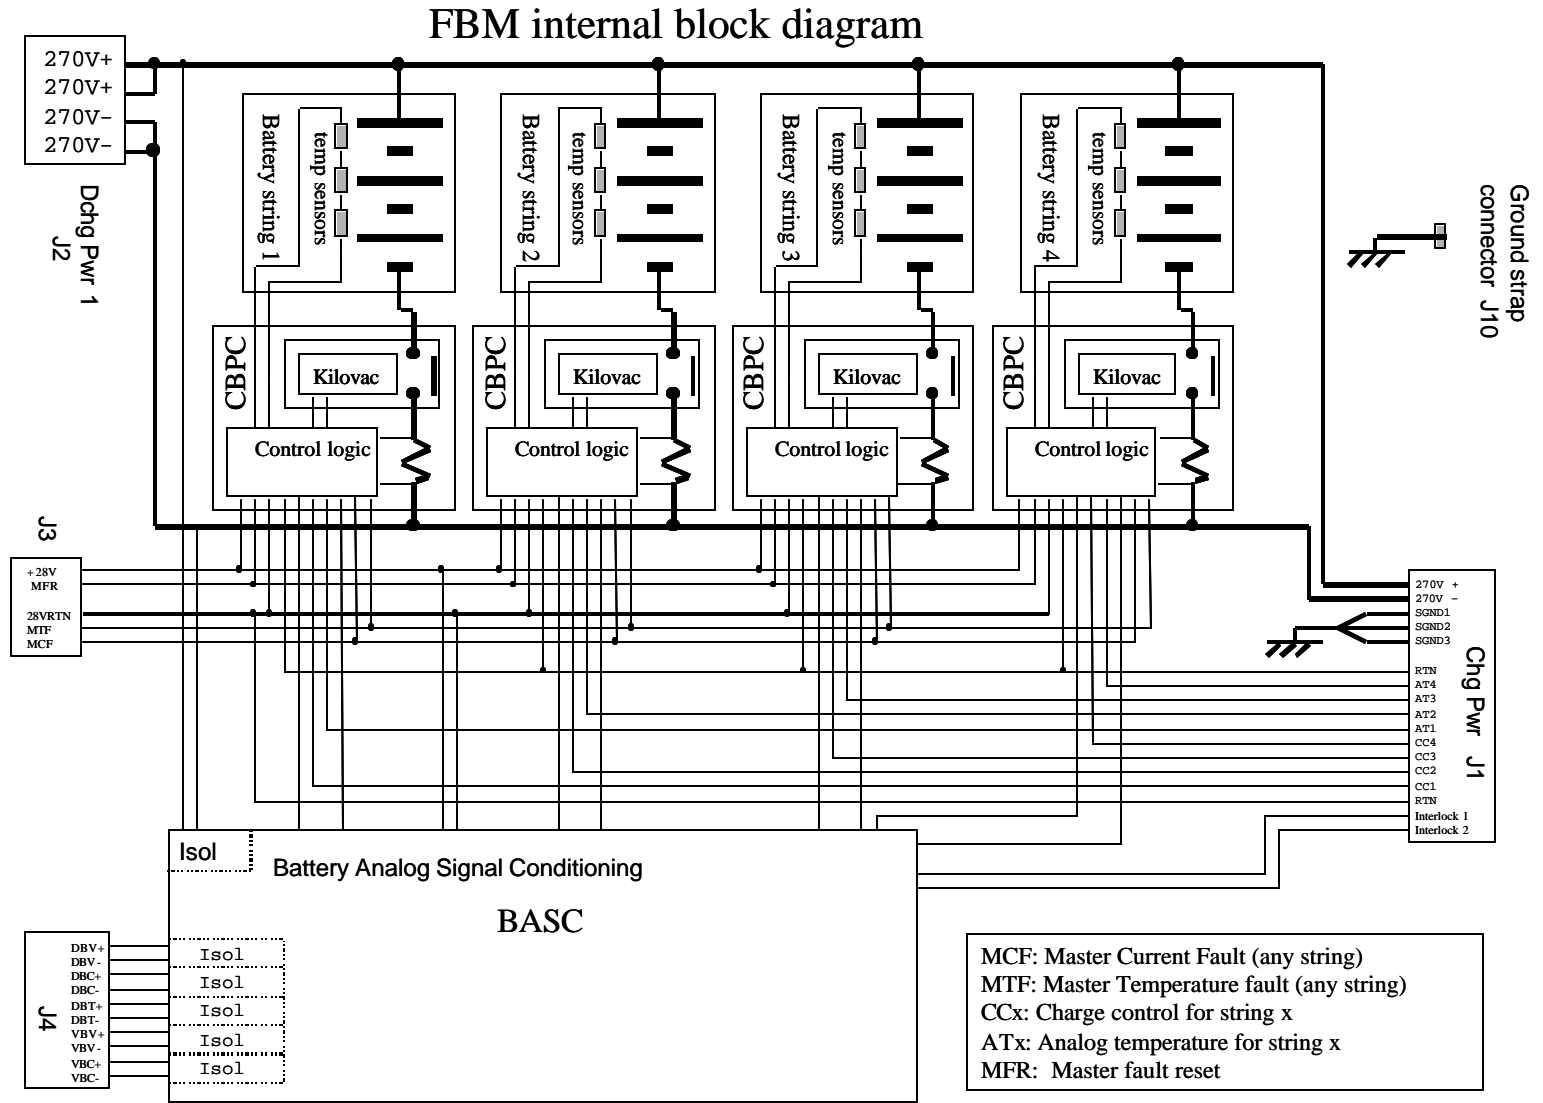 FBM internal block diagram
270V+
270V+
270V-
270V-
Dchg Pwr 1
J2
Battery string 1
temp sensors
Battery string 2
temp sensors
Battery string 3
temp sensors
Battery string 4
temp sensors
Ground strap
connector J10
CBPC
Kilovac
Control logic
CBPC
Kilovac
Control logic
CBPC
Kilovac
Control logic
CBPC
Kilovac
Control logic
J3
+28V
MFR
28VRTN
MTF
MCF
270V +
270V -
SGND1
SGND2
SGND3
RTN
AT4
AT3
AT2
AT1
CC4
CC3
CC2
CC1
RTN
Interlock 1
Interlock 2
Chg Pwr J1
Isol
Battery Analog Signal Conditioning
BASC
J4
DBV+
DBV-
DBC+
DBC-
DBT+
DBT-
VBV+
VBV-
VBC+
VBC-
Isol
Isol
Isol
Isol
Isol
MCF: Master Current Fault (any string)
MTF: Master Temperature fault (any string)
CCx: Charge control for string x
ATx: Analog temperature for string x
MFR: Master fault reset